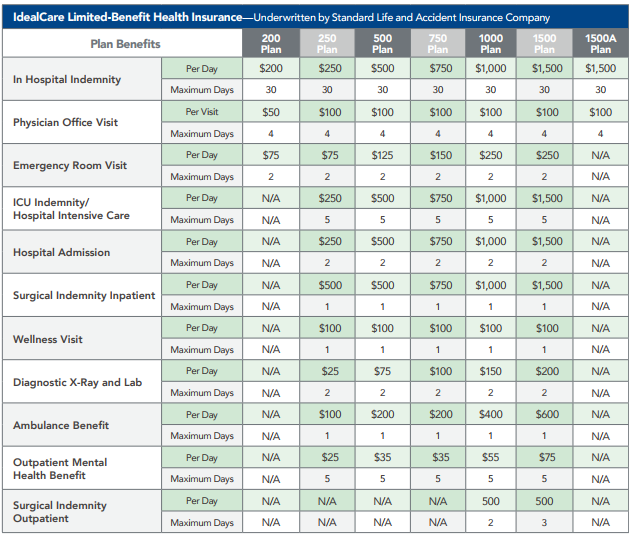 IdealCare Limited-Benefit Health Insurance—Underwritten by Standard Life and Accident Insurance Company
Plan Benefits 200 Plan 250 Plan 500 Plan 750 Plan 1000 Plan 1500 Plan 1500A Plan
In Hospital Indemnity Per Day $200 $250 $500 $750 $1,000 $1,500 $1,500
Maximum Days 30 30 30 30 30 30 30
Physician Office Visit Per Visit $50 $100 $100 $100 $100 $100 $100
Maximum Days 4 4 4 4 4 4 4
Emergency Room Visit Per Day $75 $75 $125 $150 $250 $250 N/A
Maximum Days 2 2 2 2 2 2 N/A
ICU Indemnity/ Hospital Intensive Care Per Day N/A $250 $500 $750 $1,000 $1,500 N/A
Maximum Days N/A 5 5 5 5 5 N/A
Hospital Admission Per Day N/A $250 $500 $750 $1,000 $1,500 N/A
Maximum Days N/A 2 2 2 2 2 N/A
Surgical Indemnity Inpatient Per Day N/A $500 $500 $750 $1,000 $1,500 N/A
Maximum Days N/A 1 1 1 1 1 N/A
Wellness Visit Per Day N/A $100 $100 $100 $100 $100 N/A
Maximum Days N/A 1 1 1 1 1 N/A
Diagnostic X-Ray and Lab Per Day N/A $25 $75 $100 $150 $200 N/A
Maximum Days N/A 2 2 2 2 2 N/A
Ambulance Benefit Per Day N/A $100 $200 $200 $400 $600 N/A
Maximum Days N/A 1 1 1 1 1 N/A
Outpatient Mental Health Benefit Per Day N/A $25 $35 $35 $55 $75 N/A
Maximum Days N/A 5 5 5 5 5 N/A
Surgical Indemnity Outpatient Per Day N/A N/A N/A N/A 500 500 N/A
Maximum Days N/A N/A N/A N/A 2 3 N/A